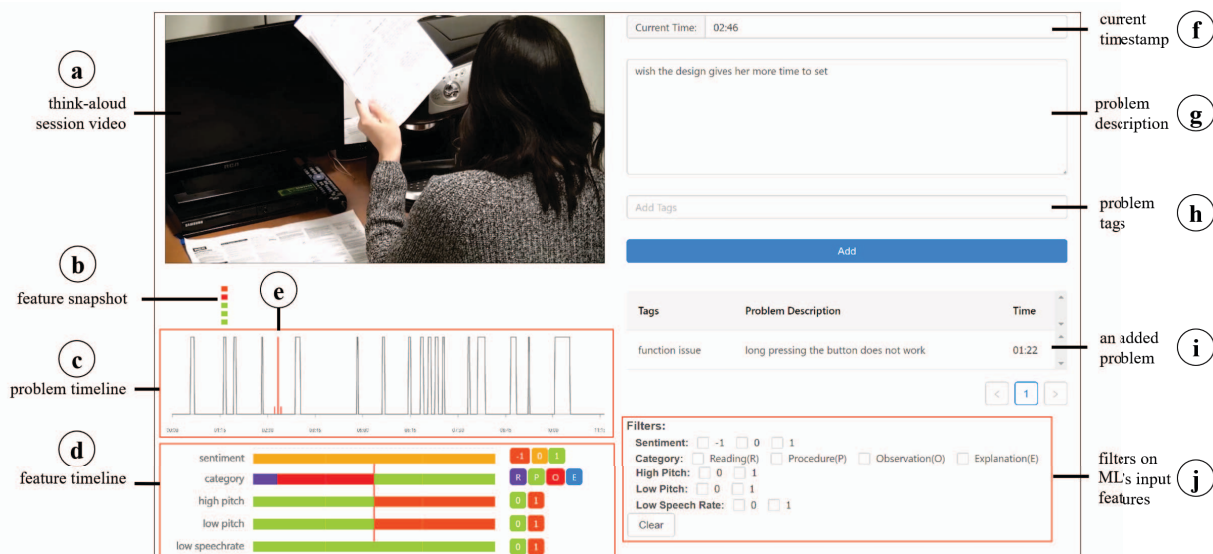 a
think-aloud
session video
b
feature snapshot
e
c
problem timeline
d
feature timeline
sentiment
-1 0 1
category
R P O E
high pitch
0 1
low pitch
0 1
low speechrate
0 1
Current Time: 02:46
wish the design gives her more time to set
Add Tags
Add
Tags Problem Description Time
function issue long pressing the button does not work 01:22
< 1 >
Filters:
Sentiment: -1 0 1
Category: Reading(R) Procedure(P) Observation(O) Explanation(E)
High Pitch: 0 1
Low Pitch: 0 1
Low Speech Rate: 0 1
Clear
current
timestamp
f
problem
description
g
problem
tags
h
an added
problem
i
filters on
ML's input
features
j